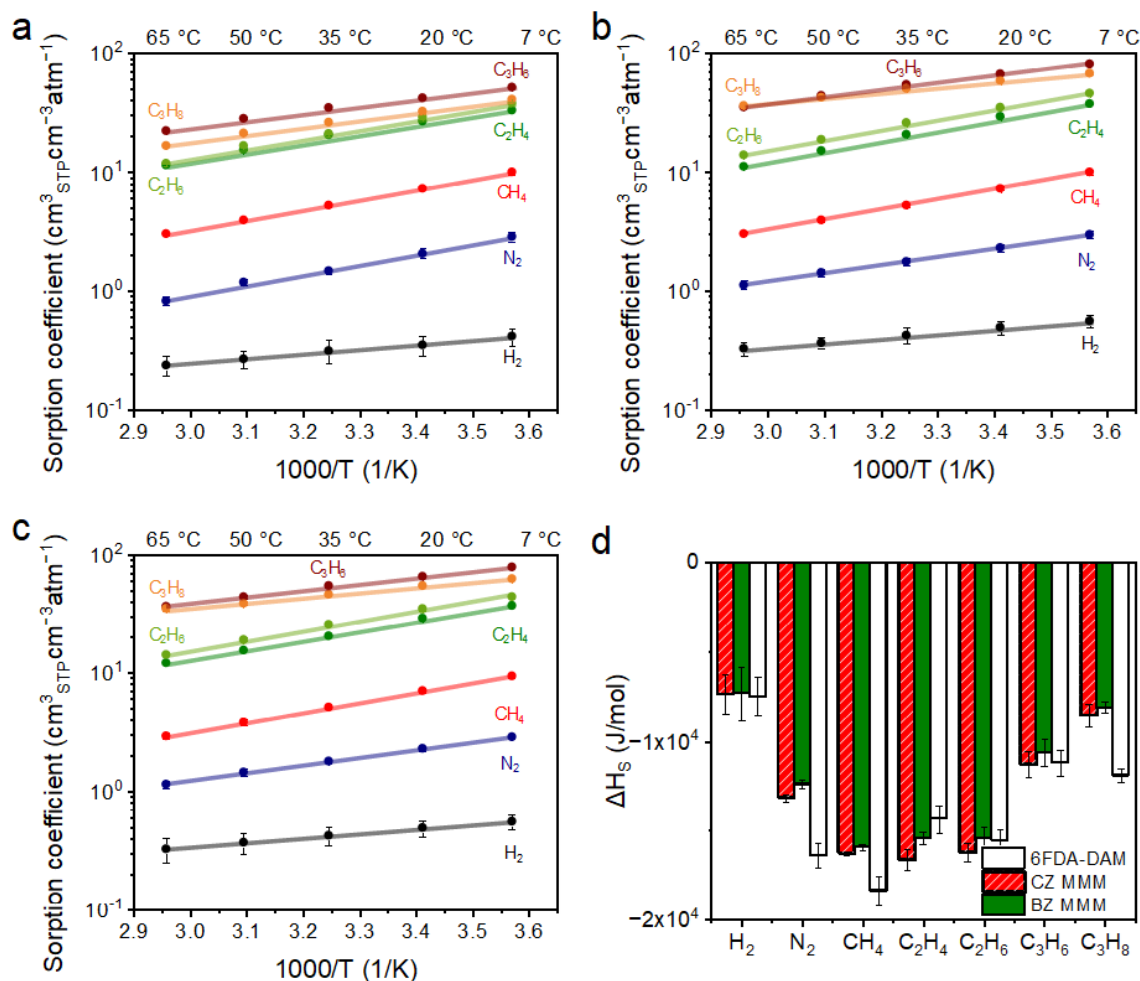 a
65 °C 50 °C 35 °C 20 °C 7 °C
10²
10¹
10⁰
10⁻¹
Sorption coefficient (cm³STPcm⁻³atm⁻¹)
C₃H₆
C₃H₈
C₂H₄
C₂H₆
CH₄
N₂
H₂
2.9 3.0 3.1 3.2 3.3 3.4 3.5 3.6
1000/T (1/K)
b
65 °C 50 °C 35 °C 20 °C 7 °C
10²
10¹
10⁰
10⁻¹
Sorption coefficient (cm³STPcm⁻³atm⁻¹)
C₃H₆
C₃H₈
C₂H₆
C₂H₄
CH₄
N₂
H₂
2.9 3.0 3.1 3.2 3.3 3.4 3.5 3.6
1000/T (1/K)
c
65 °C 50 °C 35 °C 20 °C 7 °C
10²
10¹
10⁰
10⁻¹
Sorption coefficient (cm³STPcm⁻³atm⁻¹)
C₃H₆
C₃H₈
C₂H₆
C₂H₄
CH₄
N₂
H₂
2.9 3.0 3.1 3.2 3.3 3.4 3.5 3.6
1000/T (1/K)
d
0
−1x10⁴
−2x10⁴
ΔHS (J/mol)
6FDA-DAM
CZ MMM
BZ MMM
H₂ N₂ CH₄ C₂H₄ C₂H₆ C₃H₆ C₃H₈